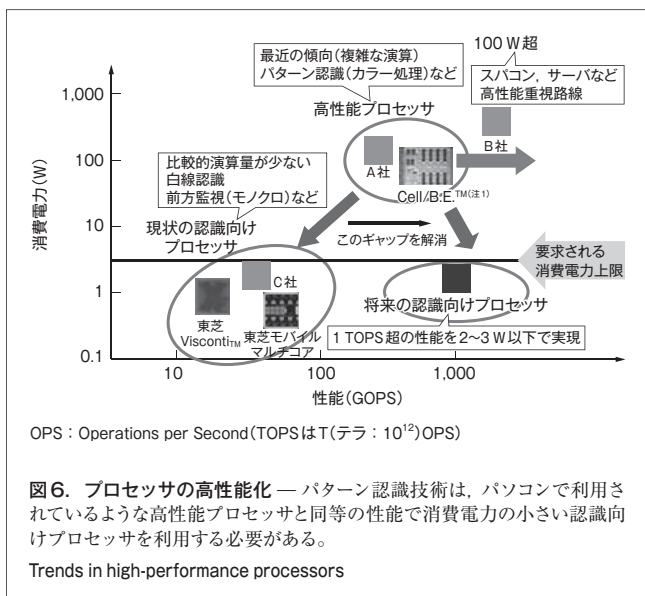 最近の傾向(複雑な演算)
パターン認識(カラー処理)など
高性能プロセッサ
100 W超
スパコン，サーバなど
高性能重視路線
1,000
100
10
1
0.1
消費電力(W)
A社
Cell/B.E.™(注1)
B社
比較的演算量が少ない
白線認識
前方監視(モノクロ)など
現状の認識向け
プロセッサ
このギャップを解消
要求される
消費電力上限
C社
東芝
Visconti™
東芝モバイル
マルチコア
将来の認識向けプロセッサ
1 TOPS超の性能を2〜3 W以下で実現
10
100
1,000
性能(GOPS)
OPS：Operations per Second(TOPSはT(テラ：10¹²)OPS)
図6．プロセッサの高性能化 — パターン認識技術は，パソコンで利用さ
れているような高性能プロセッサと同等の性能で消費電力の小さい認識向
けプロセッサを利用する必要がある。
Trends in high-performance processors